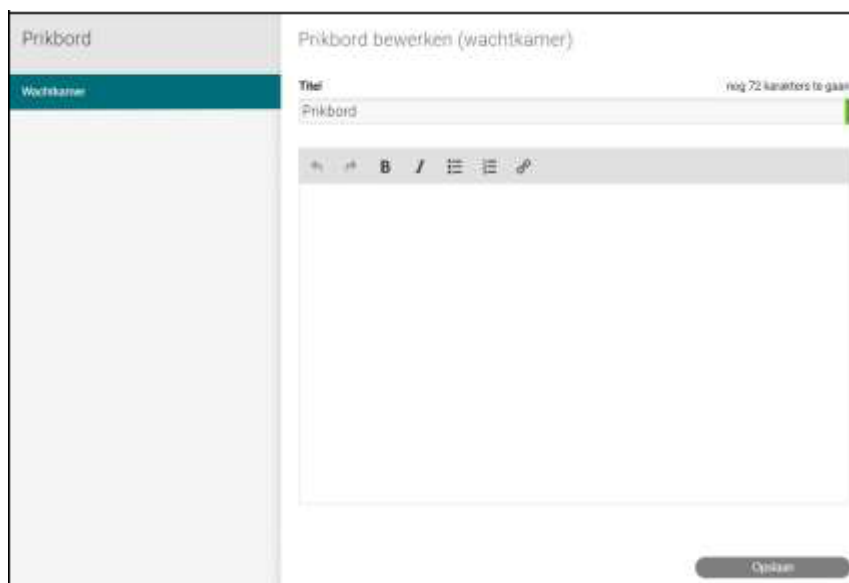 Prikbord
Prikbord bewerken (wachtkamer)
Wachtkamer
Titel
nog 72 karakters te gaan
Prikbord
B I
Opslaan